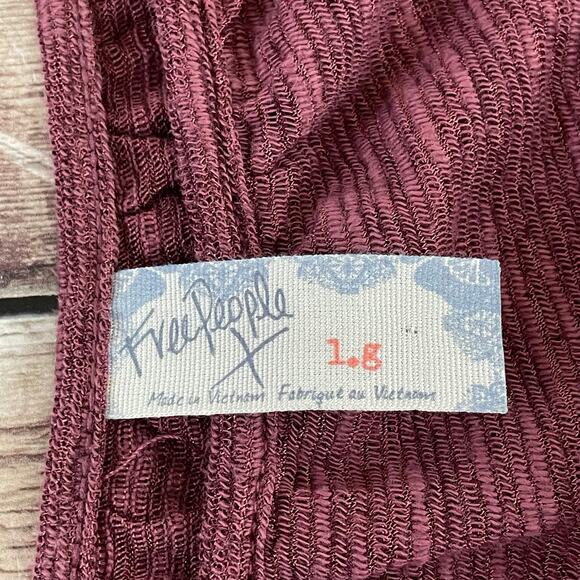 Free People
X
l.g
Made in Vietnam Fabriqué au Vietnam